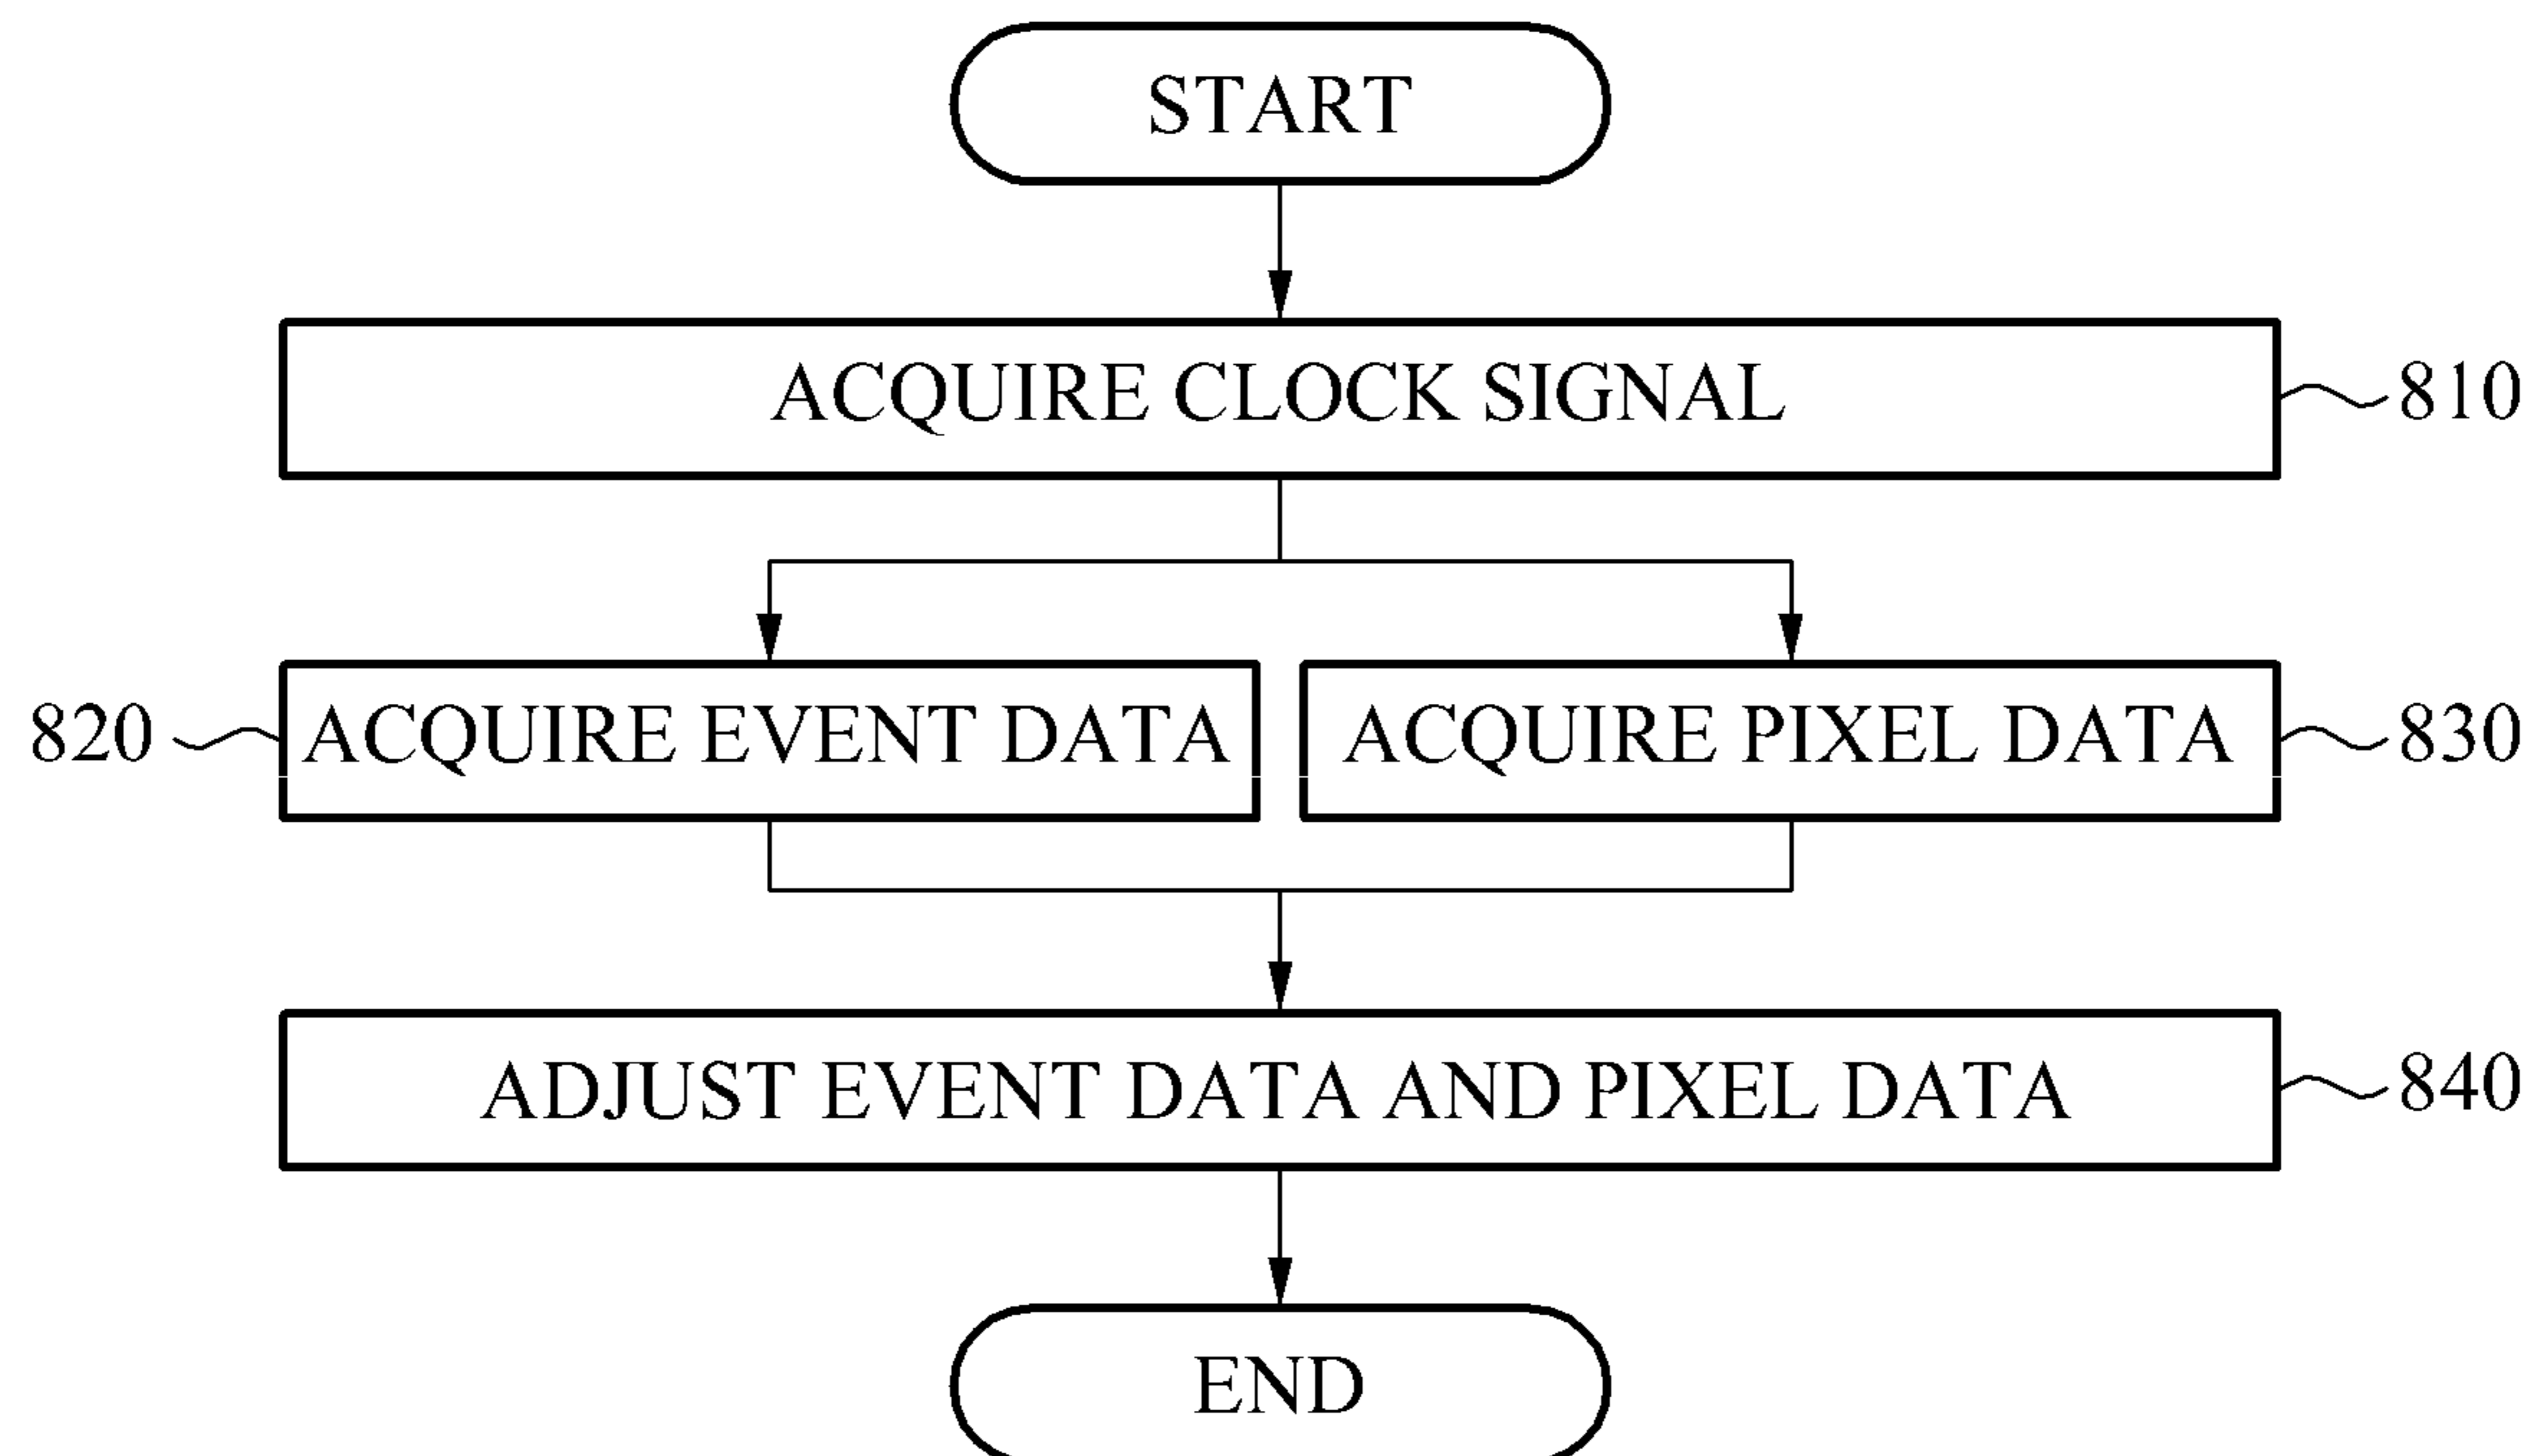 START
ACQUIRE CLOCK SIGNAL
810
820
ACQUIRE EVENT DATA
ACQUIRE PIXEL DATA
830
ADJUST EVENT DATA AND PIXEL DATA
840
END